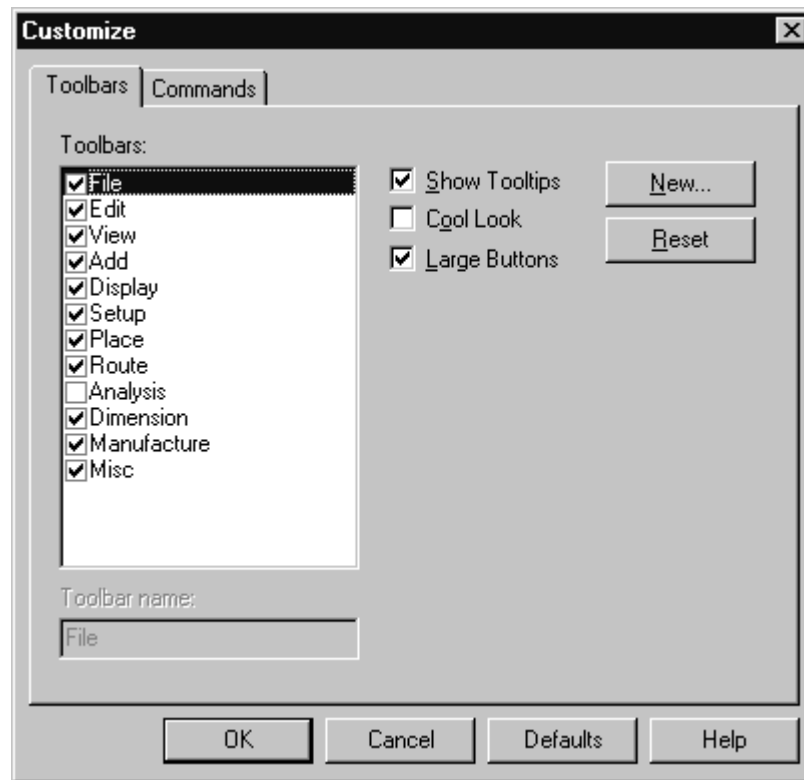 Customize
Toolbars Commands
Toolbars:
File
Edit
View
Add
Display
Setup
Place
Route
Analysis
Dimension
Manufacture
Misc
Show Tooltips
Cool Look
Large Buttons
New...
Reset
Toolbar name:
File
OK Cancel Defaults Help